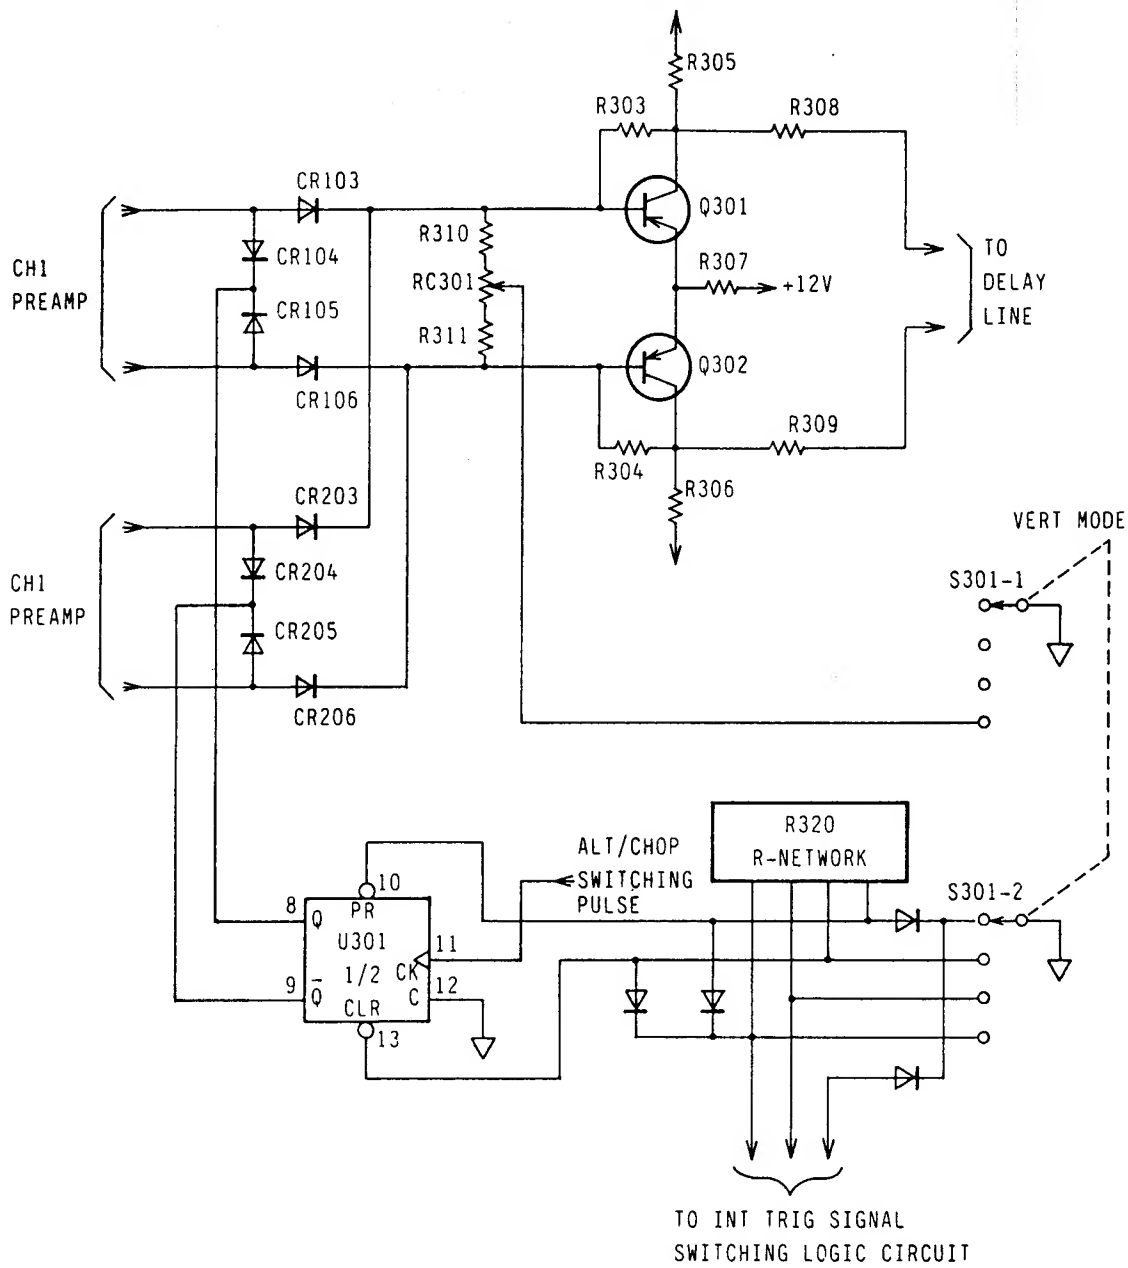 R305
R303
R308
CR103
Q301
R310
CR104
R307
TO
DELAY
LINE
CH1
PREAMP
RC301
+12V
CR105
R311
Q302
CR106
R309
R304
R306
CR203
VERT MODE
CH1
PREAMP
CR204
S301-1
CR205
CR206
R320
R-NETWORK
ALT/CHOP
SWITCHING
PULSE
S301-2
10
PR
8
Q
U301
11
1/2
CK
9
Q̅
C
12
CLR
13
TO INT TRIG SIGNAL
SWITCHING LOGIC CIRCUIT